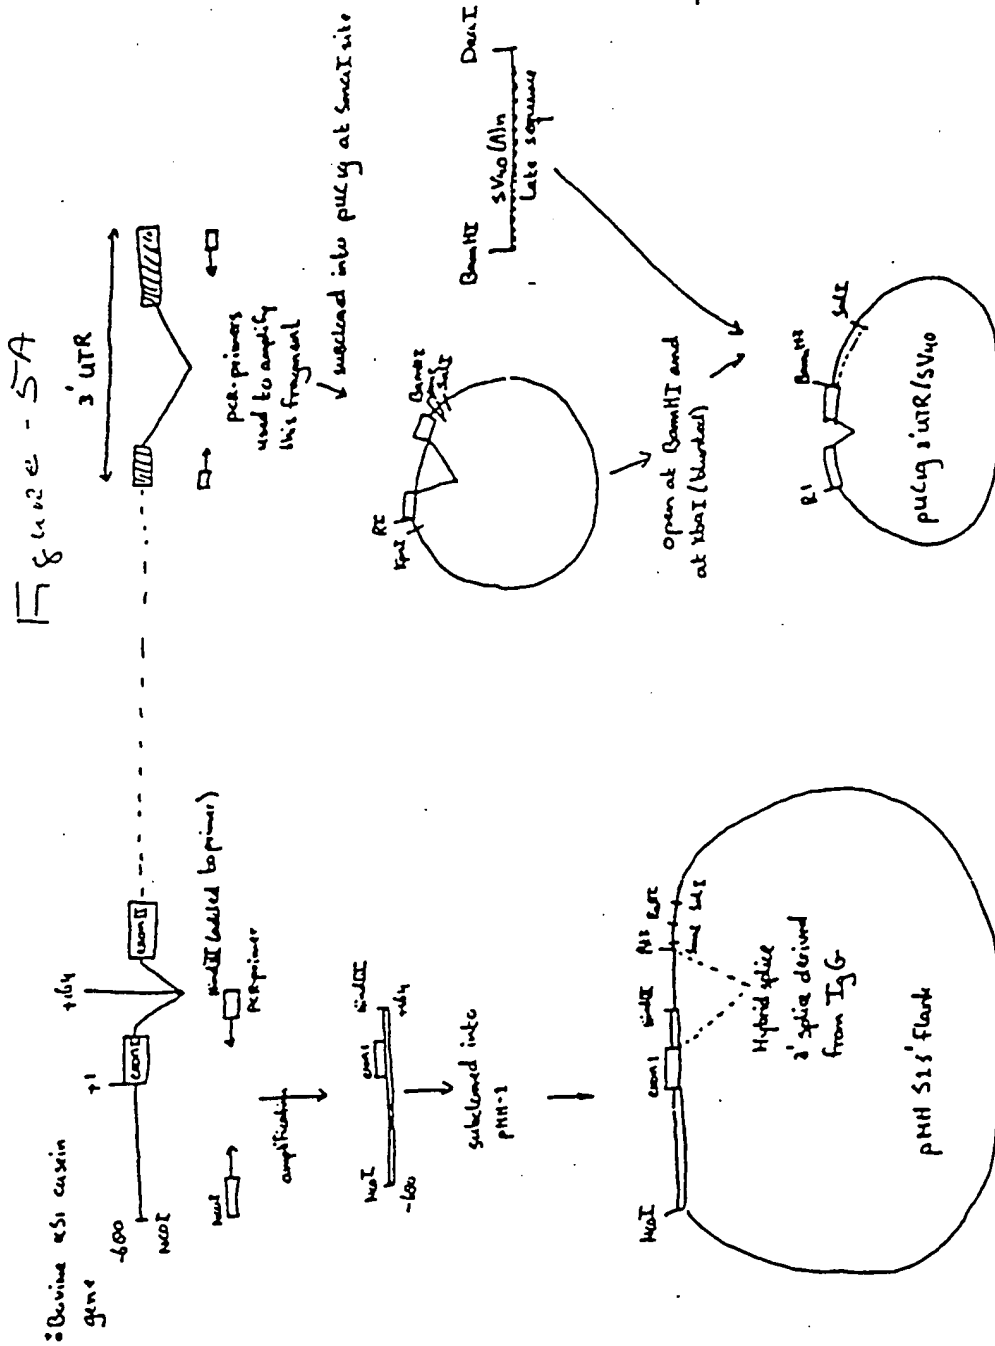 Figure - 5A
: Bovine αS1 casein
gene
-600
NcoI
+1
exon I
+164
exon II
3' UTR
NcoI
HindIII (added to primer)
PCR-primer
amplification
NcoI
-600
exon1
HindIII
+164
subcloned into
pMH-1
NcoI
exon1
HindIII
SalI
Hybrid splice
3' splice derived
from IgG
pMH S1 5' flank
PCR-primers
used to amplify
this fragment
subcloned into pUC19 at SmaI site
KpnI
RI
BamHI
SalI
open at BamHI and
at XbaI (blunted)
BamHI
DraI
SV40(A)n
Late sequence
RI
BamHI
SalI
pUC19 3'UTR/SV40